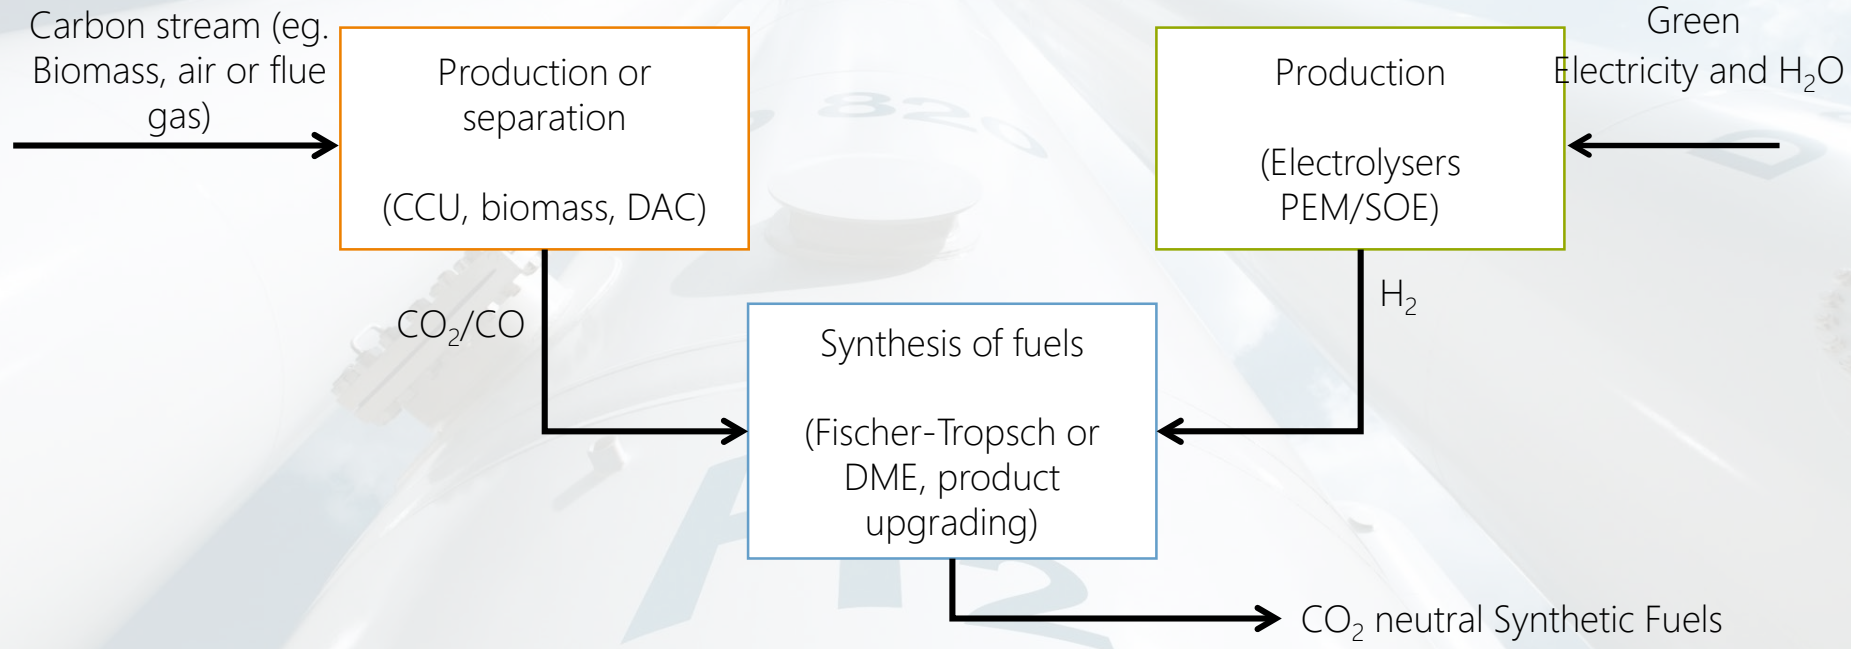 Carbon stream (eg.
Biomass, air or flue
gas)
Production or
separation
(CCU, biomass, DAC)
CO₂/CO
Production
(Electrolysers
PEM/SOE)
Green
Electricity and H₂O
H₂
Synthesis of fuels
(Fischer-Tropsch or
DME, product
upgrading)
CO₂ neutral Synthetic Fuels
820
H2